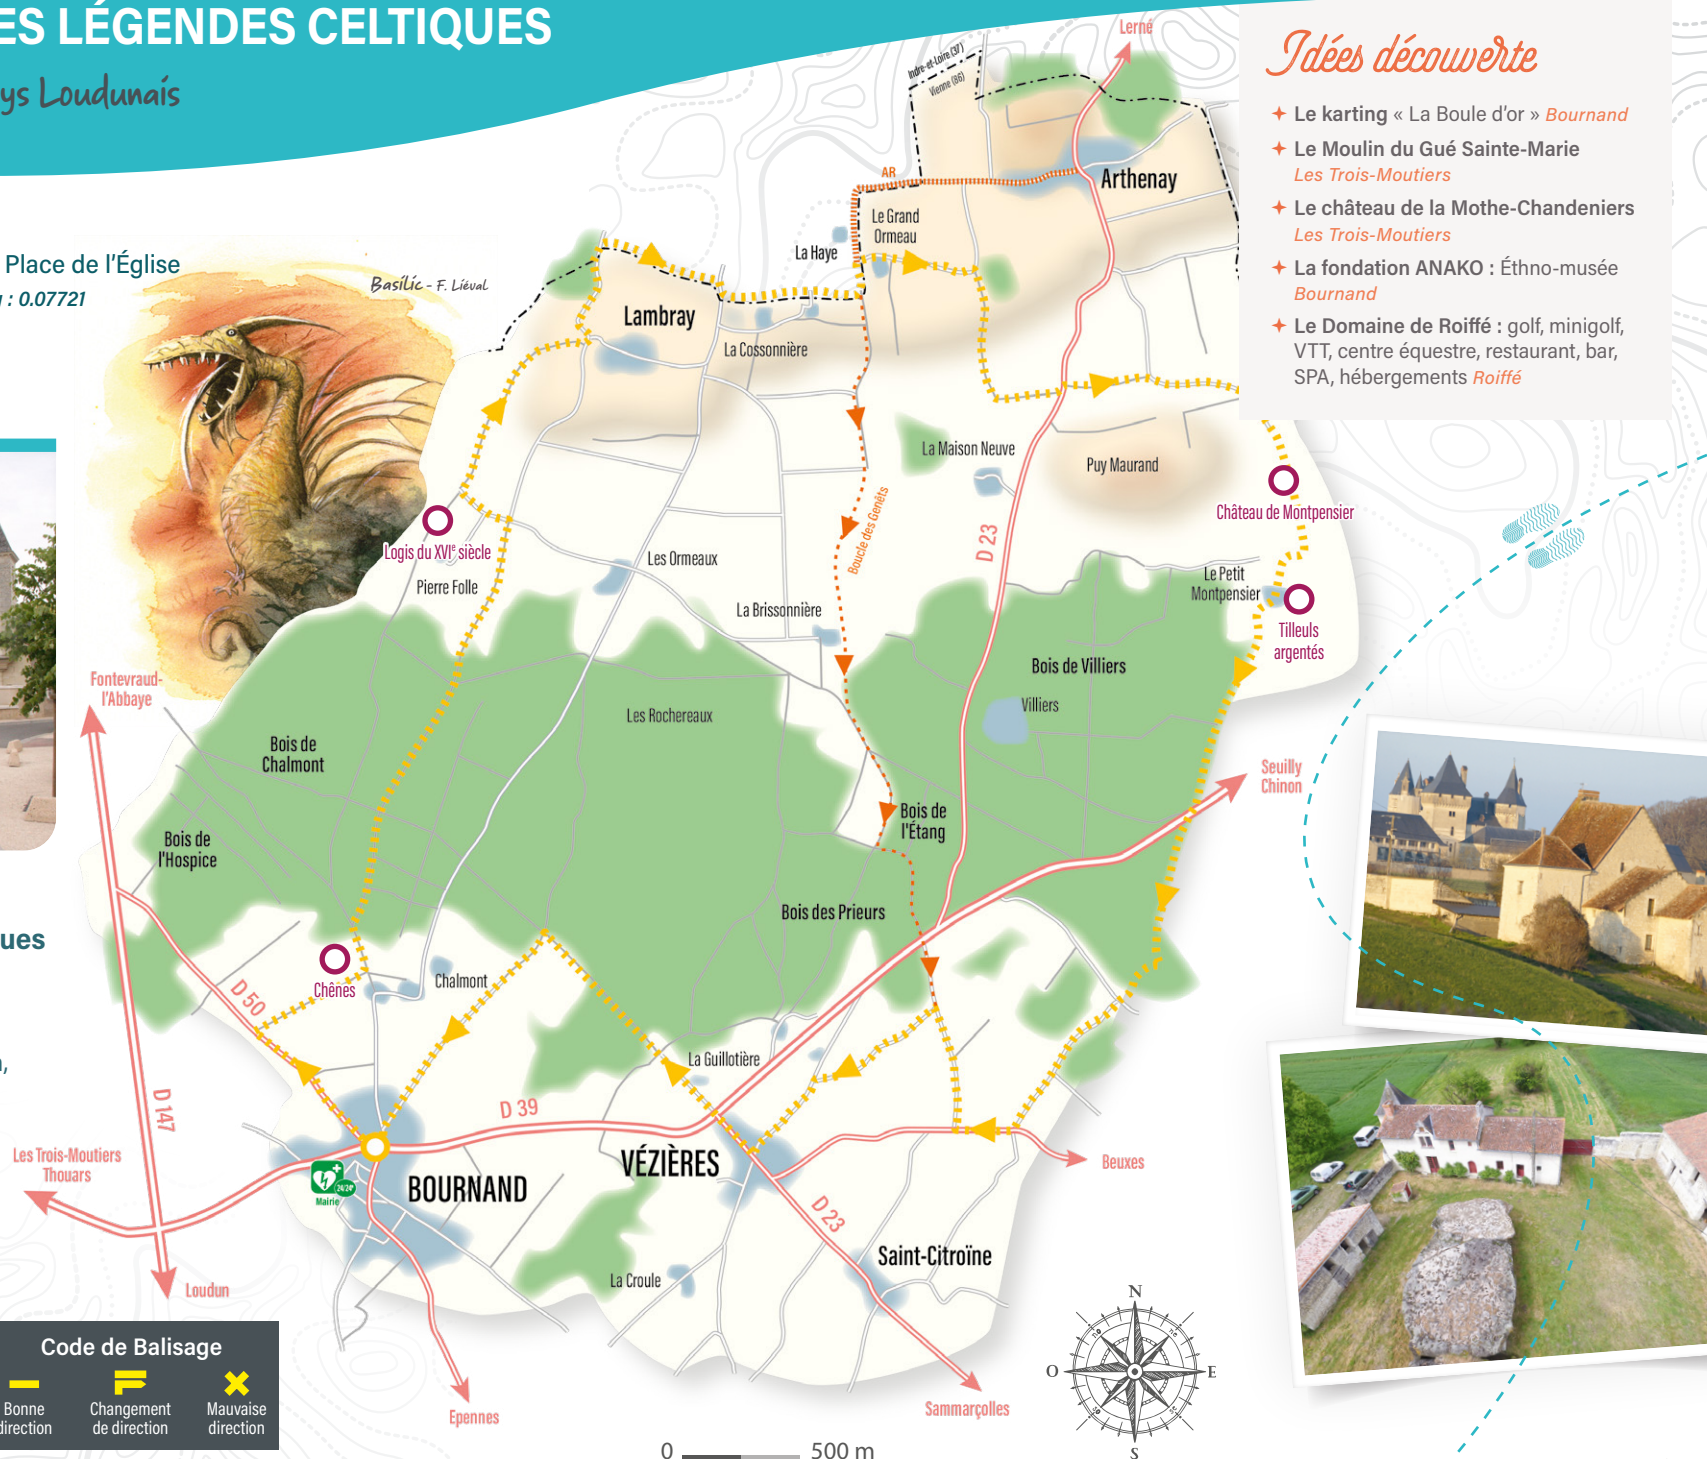 ES LÉGENDES CELTIQUES
ys Loudunais
Place de l'Église
: 0.07721
Basilic - F. Liéval
ues
Idées découverte
Le karting « La Boule d'or » Bournand
Le Moulin du Gué Sainte-Marie
Les Trois-Moutiers
Le château de la Mothe-Chandeniers
Les Trois-Moutiers
La fondation ANAKO : Éthno-musée
Bournand
Le Domaine de Roiffé : golf, minigolf,
VTT, centre équestre, restaurant, bar,
SPA, hébergements Roiffé
Lerné
Indre-et-Loire (37)
Vienne (86)
AR
Arthenay
Le Grand
Ormeau
La Haye
Lambray
La Cossonnière
La Maison Neuve
Puy Maurand
Château de Montpensier
Logis du XVIe siècle
Pierre Folle
Les Ormeaux
Boucle des Genêts
D 23
La Brissonnière
Le Petit
Montpensier
Tilleuls
argentés
Bois de Villiers
Villiers
Fontevraud-
l'Abbaye
Les Rochereaux
Bois de
Chalmont
Seuilly
Chinon
Bois de
l'Étang
Bois de
l'Hospice
Bois des Prieurs
Chênes
Chalmont
D 50
La Guillotière
D 147
D 39
VÉZIÈRES
Les Trois-Moutiers
Thouars
Beuxes
24/24h
Mairie
BOURNAND
D 23
Saint-Citroïne
La Croule
Loudun
Epennes
Sammarçolles
Code de Balisage
Bonne
direction
Changement
de direction
Mauvaise
direction
0 500 m
N
O
E
S